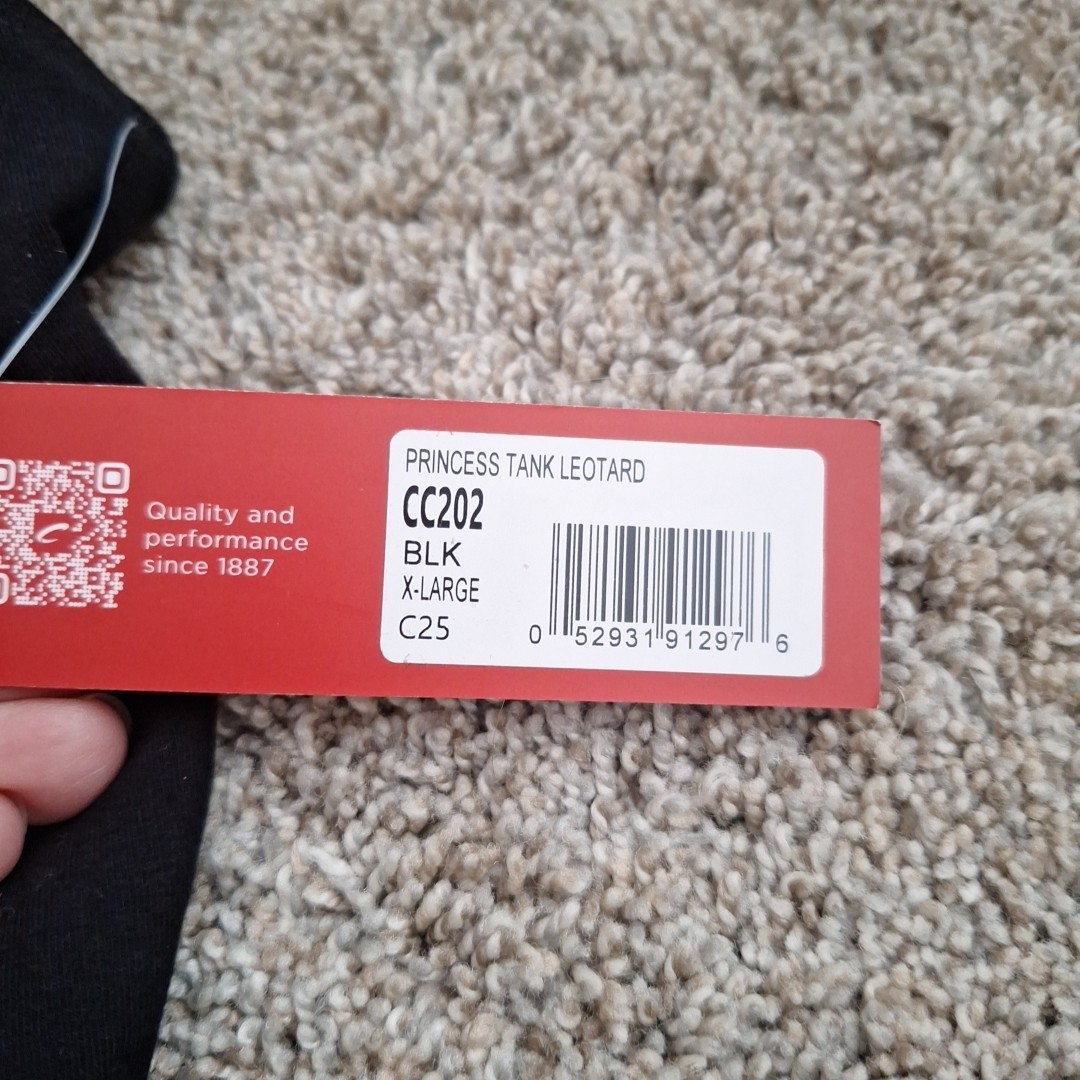 Quality and
performance
since 1887
PRINCESS TANK LEOTARD
CC202
BLK
X-LARGE
C25
0 52931 91297 6